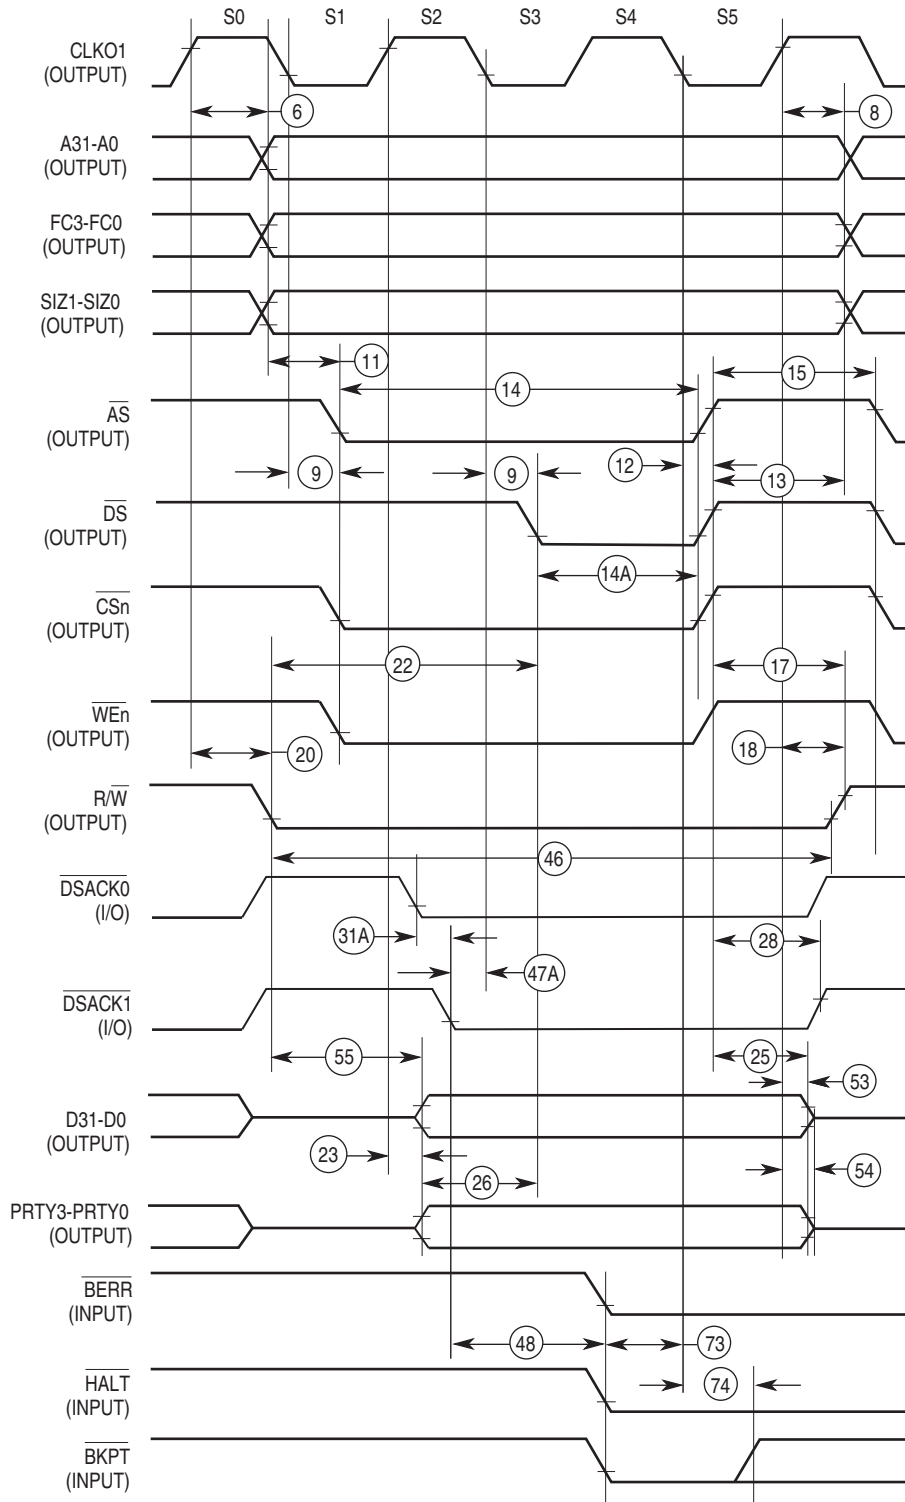 S0 S1 S2 S3 S4 S5
CLKO1
(OUTPUT)
6 8
A31-A0
(OUTPUT)
FC3-FC0
(OUTPUT)
SIZ1-SIZ0
(OUTPUT)
11 15
14
AS
(OUTPUT)
9 9 12 13
DS
(OUTPUT)
14A
CSn
(OUTPUT)
22 17
WEn
(OUTPUT)
20 18
R/W
(OUTPUT)
46
DSACK0
(I/O)
31A 28
47A
DSACK1
(I/O)
55 25
53
D31-D0
(OUTPUT)
23
26 54
PRTY3-PRTY0
(OUTPUT)
BERR
(INPUT)
48 73
HALT
(INPUT)
74
BKPT
(INPUT)